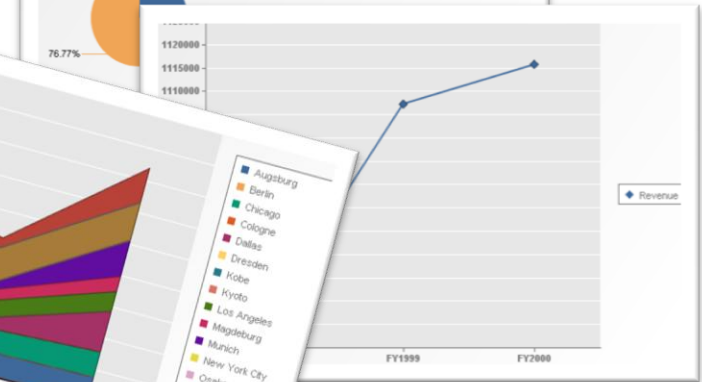 76.77%
1120000
1115000
1110000
Revenue
FY1999
FY2000
Augsburg
Berlin
Chicago
Cologne
Dallas
Dresden
Kobe
Kyoto
Los Angeles
Magdeburg
Munich
New York City